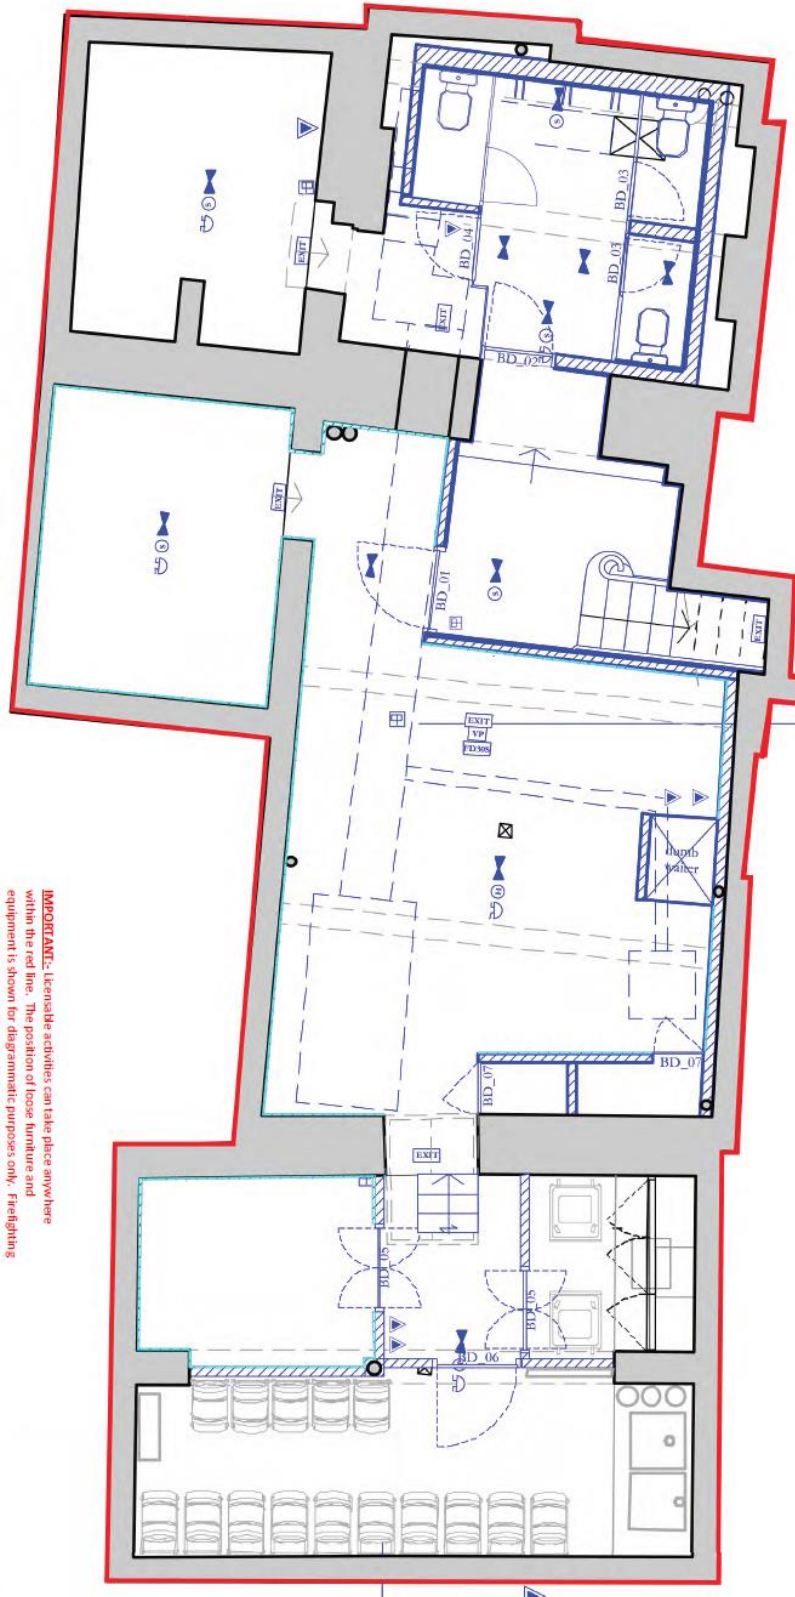 EXIT
EXIT
BD_04
BD_03
BD_03
BD_02
EXIT
BD_01
EXIT
EXIT
VP
FD30S
dumb
waiter
BD_07
BD_07
EXIT
BD_05
BD_05
BD_06
IMPORTANT:- Licensable activities can take place anywhere
within the red line. The position of loose furniture and
equipment is shown for diagrammatic purposes only. Firefighting
S
S
S
S
S
H